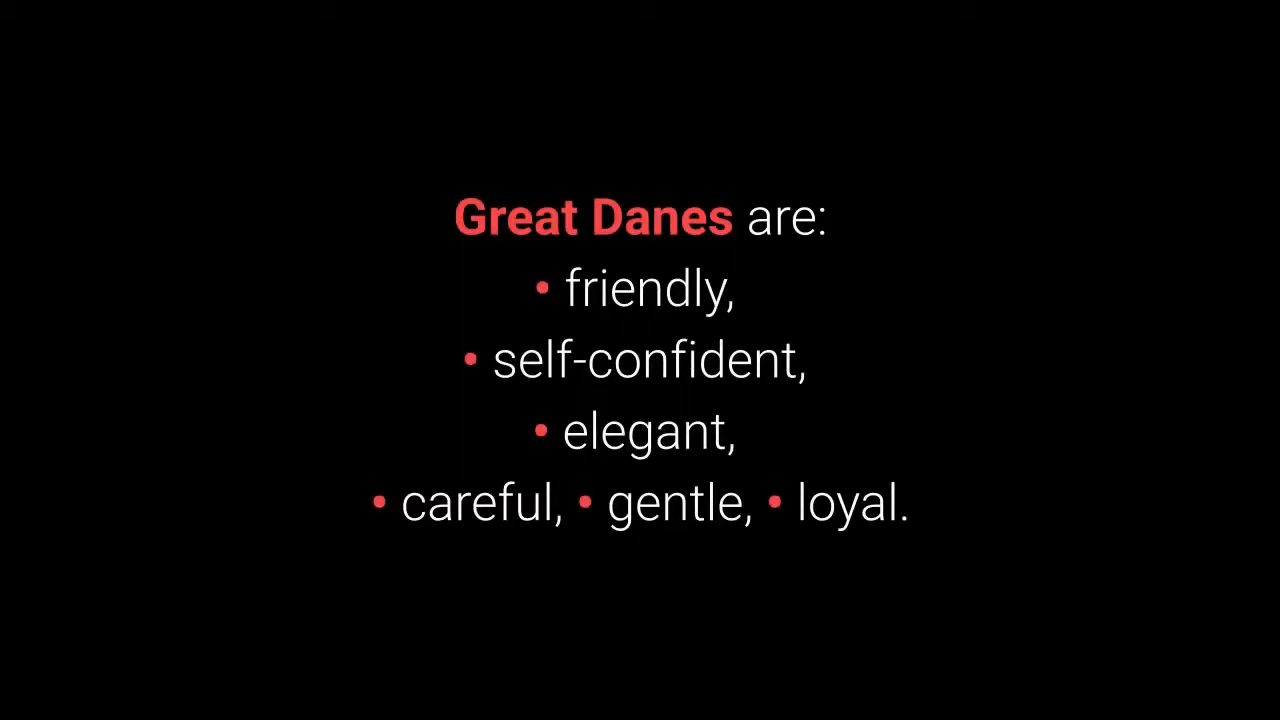 Great Danes are:
• friendly,
• self-confident,
• elegant,
• careful, • gentle, • loyal.